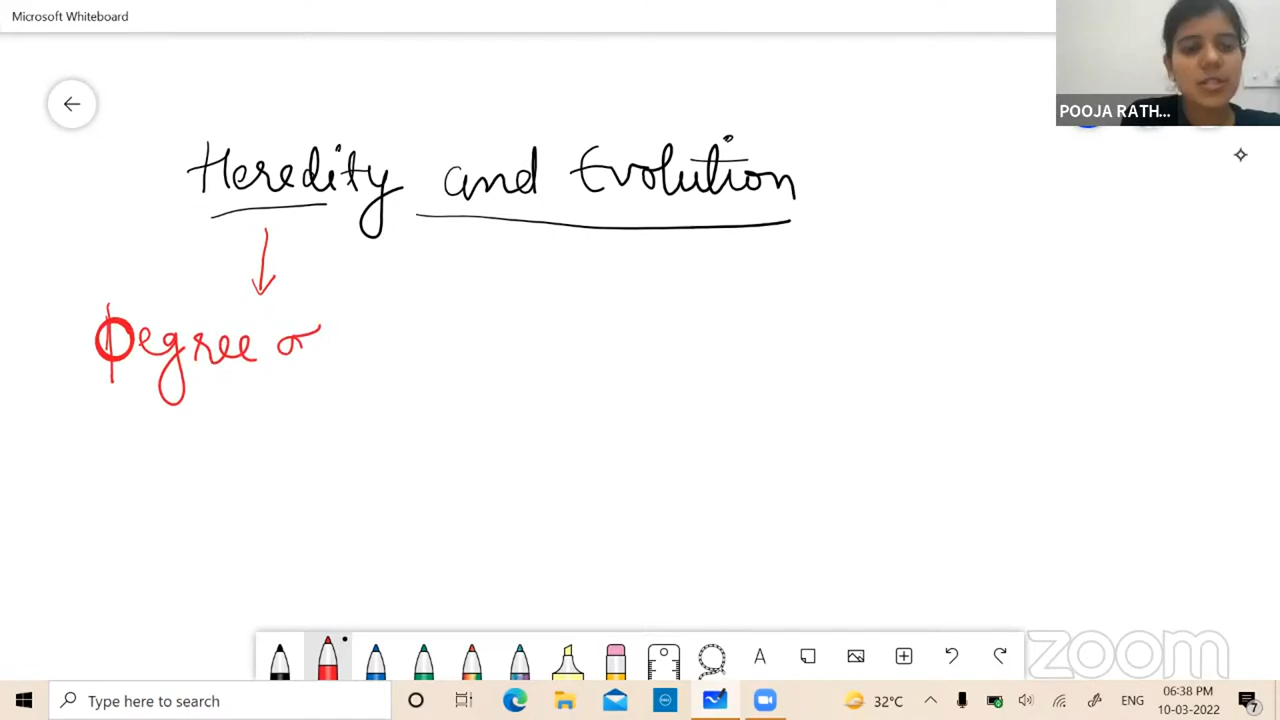 Microsoft Whiteboard
POOJA RATH...
Heredity and Evolution
Degree o
A
zoom
Type here to search
32°C
ENG
06:38 PM
10-03-2022
7